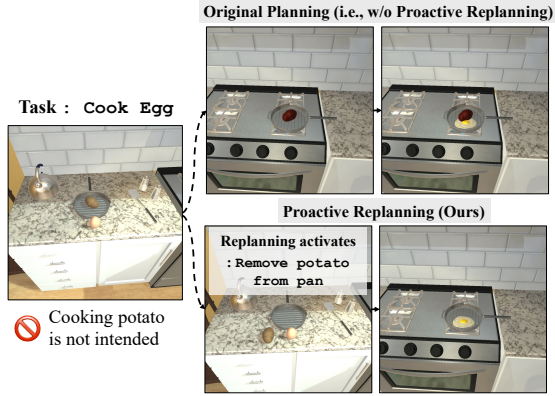 Original Planning (i.e., w/o Proactive Replanning)
Task : Cook Egg
Proactive Replanning (Ours)
Replanning activates
: Remove potato
from pan
Cooking potato
is not intended